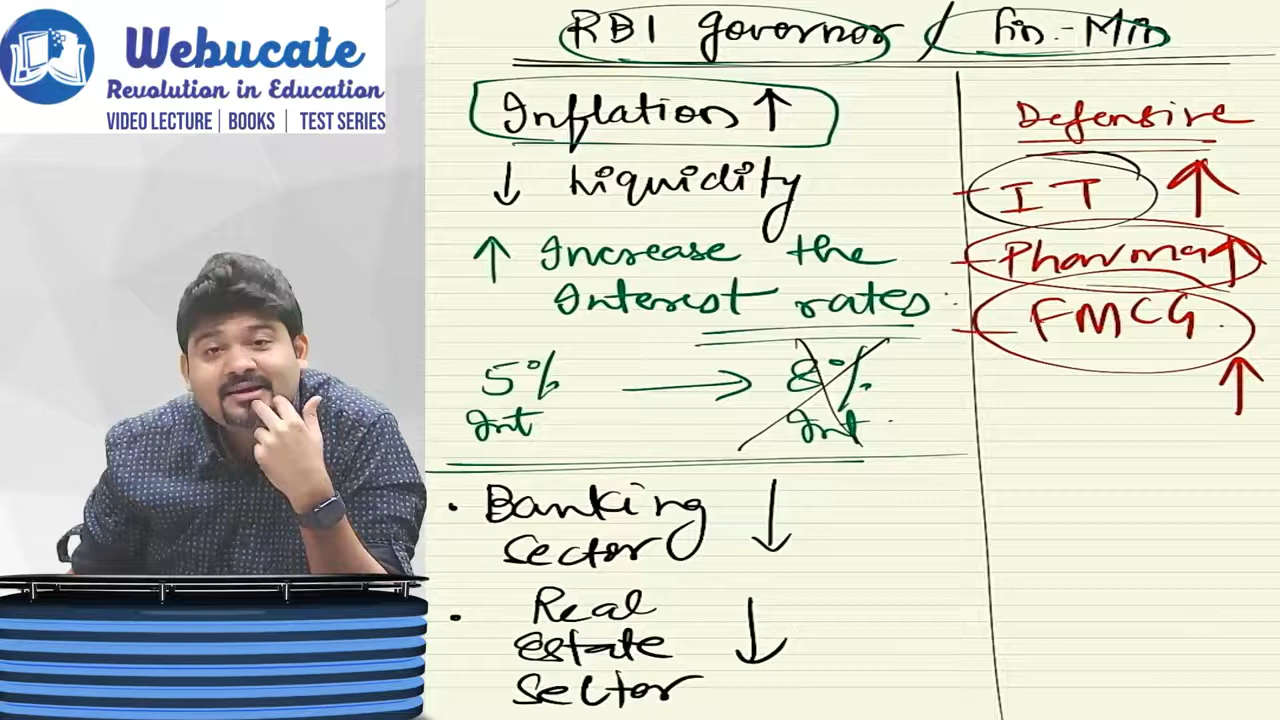 Webucate
Revolution in Education
VIDEO LECTURE | BOOKS | TEST SERIES
RBI governor / fin.-Min
Inflation ↑
↓ Liquidity
↑ Increase the
Interest rates
5% → 8%
Int Int
• Banking ↓
Sector
• Real
Estate ↓
Sector
Defensive
- IT ↑
- Pharma ↑
- FMCG ↑